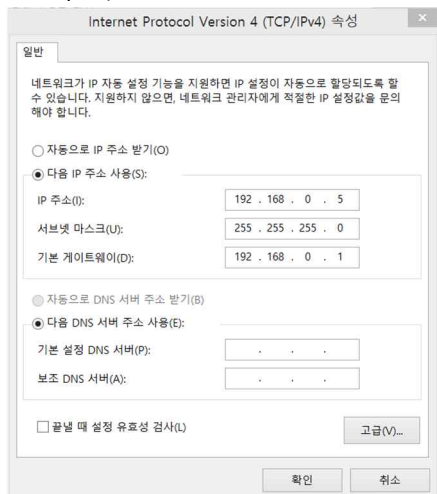 Internet Protocol Version 4 (TCP/IPv4) 속성
일반
네트워크가 IP 자동 설정 기능을 지원하면 IP 설정이 자동으로 할당되도록 할
수 있습니다. 지원하지 않으면, 네트워크 관리자에게 적절한 IP 설정값을 문의
해야 합니다.
자동으로 IP 주소 받기(O)
다음 IP 주소 사용(S):
IP 주소(I): 192 . 168 . 0 . 5
서브넷 마스크(U): 255 . 255 . 255 . 0
기본 게이트웨이(D): 192 . 168 . 0 . 1
자동으로 DNS 서버 주소 받기(B)
다음 DNS 서버 주소 사용(E):
기본 설정 DNS 서버(P): . . .
보조 DNS 서버(A): . . .
끝낼 때 설정 유효성 검사(L)
고급(V)...
확인 취소